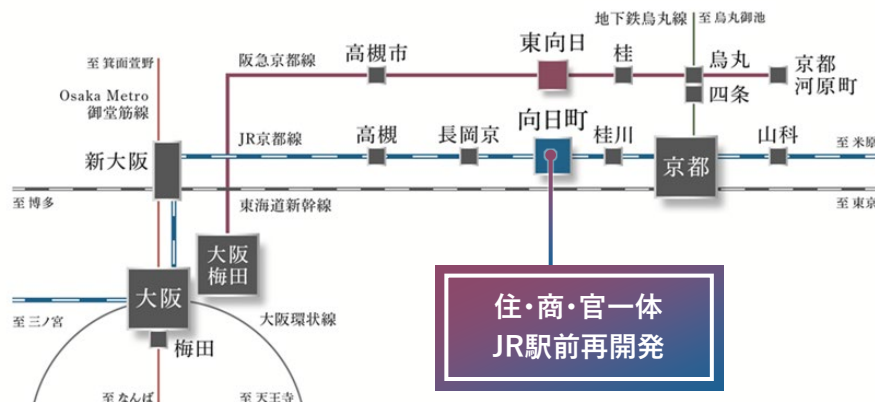 地下鉄烏丸線
至 烏丸御池
至 箕面萱野
阪急京都線
高槻市
東向日
桂
烏丸
京都
河原町
四条
Osaka Metro
御堂筋線
新大阪
JR京都線
高槻
長岡京
向日町
桂川
京都
山科
至 米原
至 博多
東海道新幹線
至 東京
大阪
梅田
大阪
至 三ノ宮
大阪環状線
梅田
至 なんば
至 天王寺
住・商・官一体
JR駅前再開発